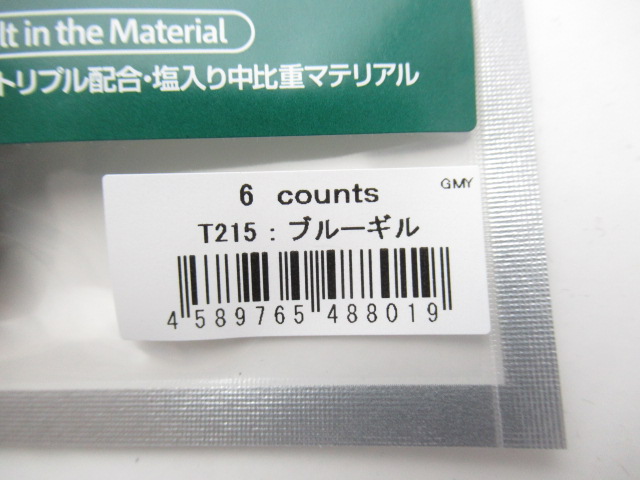 lt in the Material
トリプル配合・塩入り中比重マテリアル
GMY
6 counts
T215 : ブルーギル
4 589765 488019